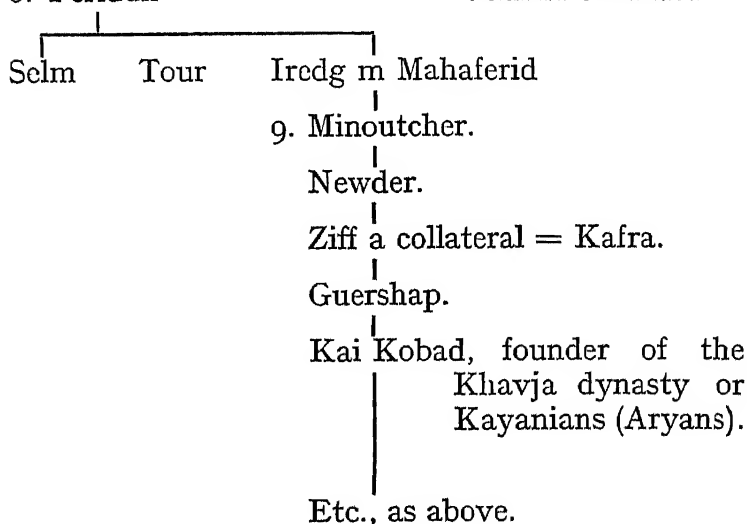 Selm Tour Iredg m Mahaferid
9. Minoutcher.
Newder.
Ziff a collateral = Kafra.
Guershap.
Kai Kobad, founder of the
Khavja dynasty or
Kayanians (Aryans).
Etc., as above.